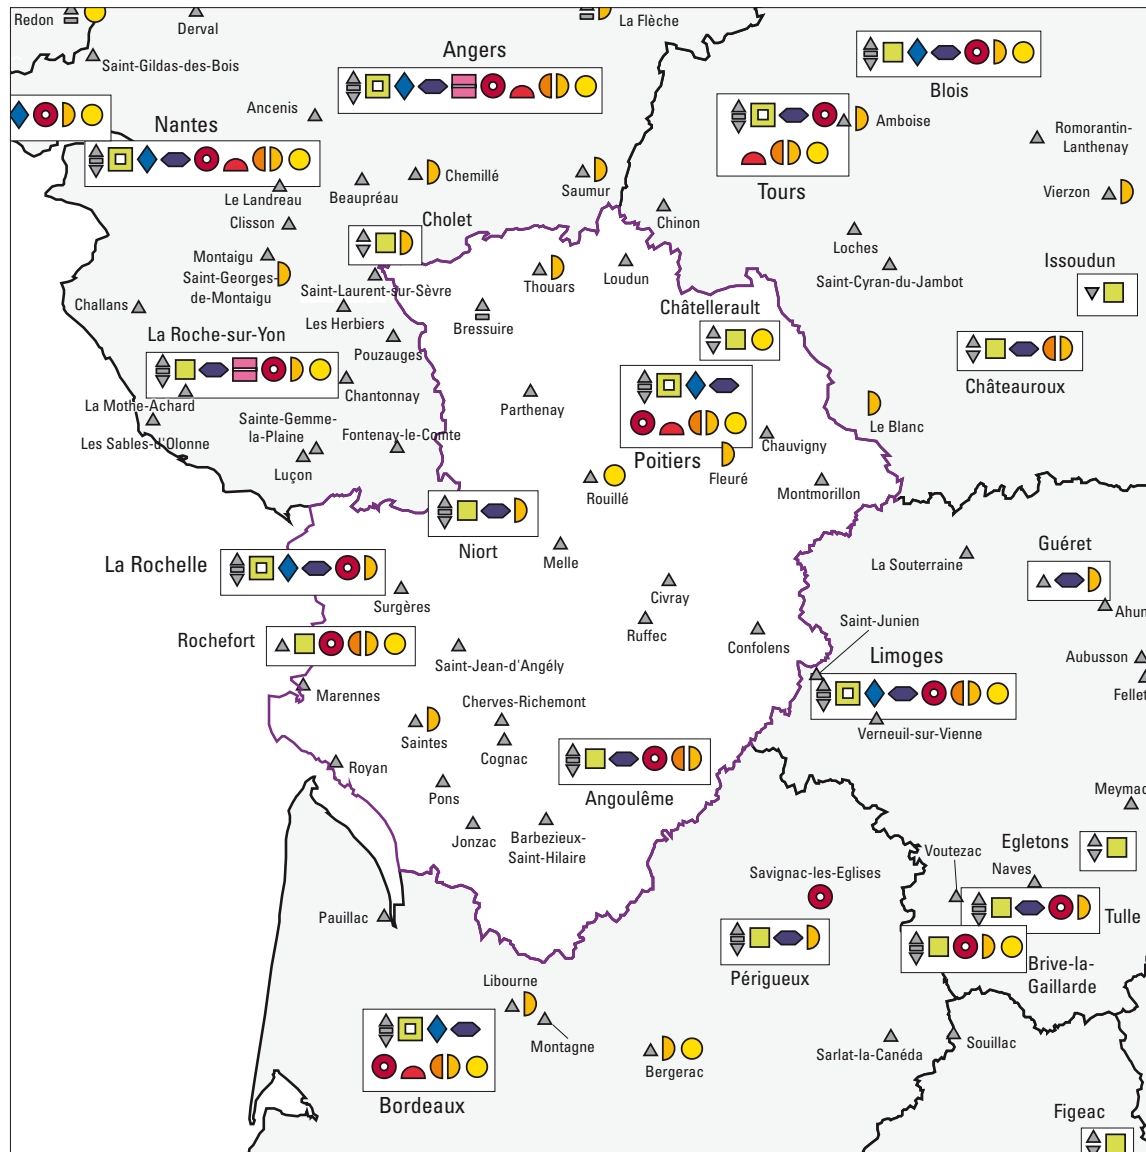 Redon
Derval
La Flèche
Saint-Gildas-des-Bois
Angers
Blois
Ancenis
Nantes
Amboise
Romorantin-
Lanthenay
Tours
Le Landreau
Beaupréau
Chemillé
Saumur
Vierzon
Clisson
Cholet
Chinon
Loches
Montaigu
Saint-Georges-
de-Montaigu
Saint-Laurent-sur-Sèvre
Thouars
Loudun
Saint-Cyran-du-Jambot
Issoudun
Challans
Les Herbiers
Bressuire
Châtellerault
La Roche-sur-Yon
Pouzauges
Châteauroux
Chantonnay
Parthenay
La Mothe-Achard
Les Sables-d'Olonne
Sainte-Gemme-
la-Plaine
Fontenay-le-Comte
Le Blanc
Luçon
Poitiers
Chauvigny
Fleuré
Rouillé
Montmorillon
Niort
La Rochelle
Melle
La Souterraine
Guéret
Surgères
Civray
Ahun
Ruffec
Saint-Junien
Rochefort
Saint-Jean-d'Angély
Confolens
Limoges
Aubusson
Fellet
Marennes
Cherves-Richemont
Saintes
Cognac
Verneuil-sur-Vienne
Royan
Pons
Angoulême
Meymac
Jonzac
Barbezieux-
Saint-Hilaire
Egletons
Voutezac
Naves
Savignac-les-Eglises
Pauillac
Tulle
Périgueux
Brive-la-
Gaillarde
Libourne
Montagne
Bergerac
Sarlat-la-Canéda
Souillac
Bordeaux
Figeac